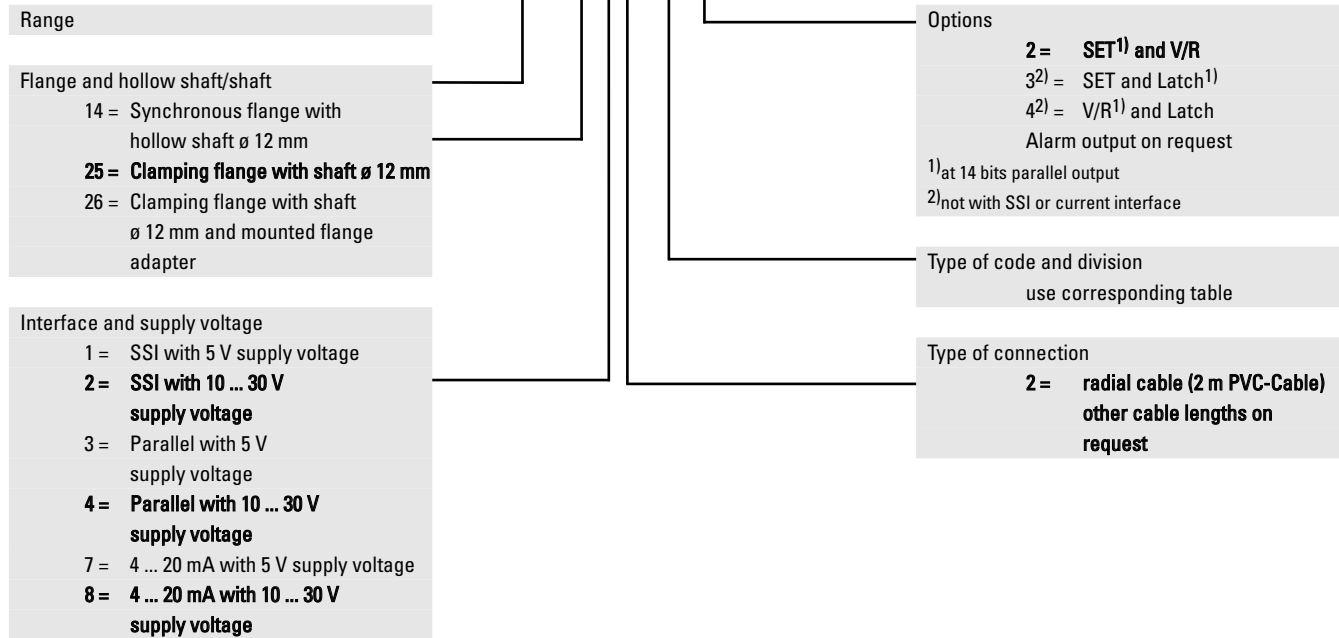 Range
Flange and hollow shaft/shaft
14 = Synchronous flange with
hollow shaft ø 12 mm
25 = Clamping flange with shaft ø 12 mm
26 = Clamping flange with shaft
ø 12 mm and mounted flange
adapter
Interface and supply voltage
1 = SSI with 5 V supply voltage
2 = SSI with 10 ... 30 V
supply voltage
3 = Parallel with 5 V
supply voltage
4 = Parallel with 10 ... 30 V
supply voltage
7 = 4 ... 20 mA with 5 V supply voltage
8 = 4 ... 20 mA with 10 ... 30 V
supply voltage
Options
2 = SET1) and V/R
32) = SET and Latch1)
42) = V/R1) and Latch
Alarm output on request
1)at 14 bits parallel output
2)not with SSI or current interface
Type of code and division
use corresponding table
Type of connection
2 = radial cable (2 m PVC-Cable)
other cable lengths on
request